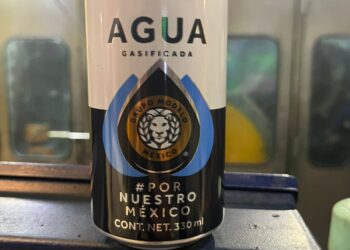 AGUA
GASIFICADA
GRUPO MODELO
MÉXICO
#POR
NUESTRO
MÉXICO
CONT. NET. 330 ml